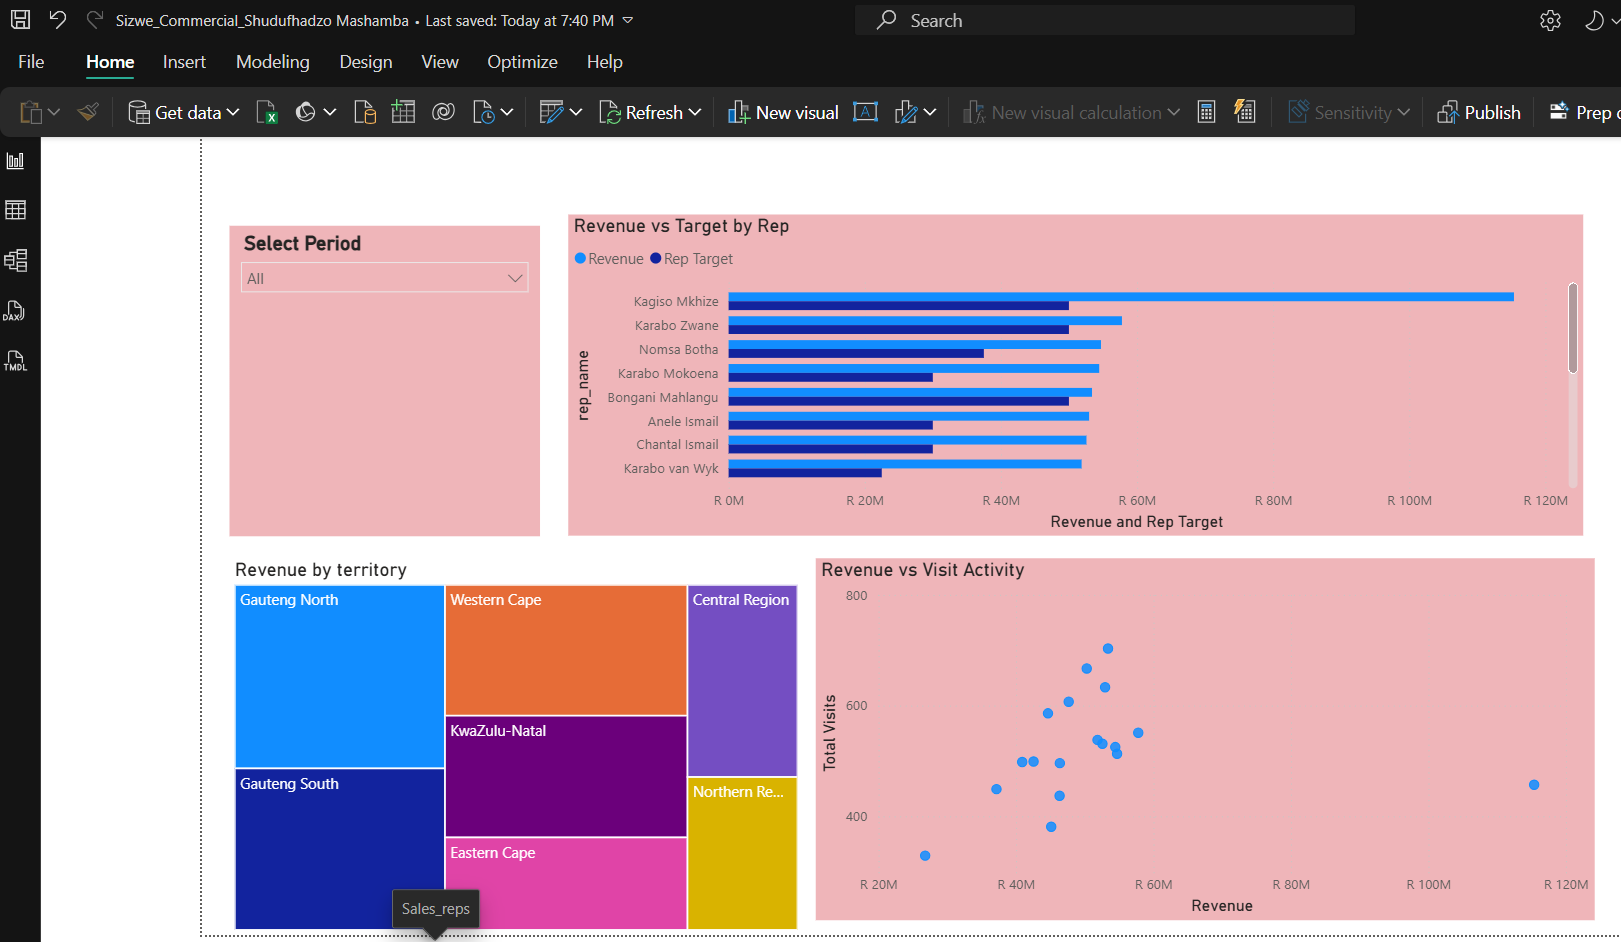 Sizwe_Commercial_Shudufhadzo Mashamba • Last saved: Today at 7:40 PM
Search
File Home Insert Modeling Design View Optimize Help
Get data Refresh New visual New visual calculation Sensitivity Publish Prep
DAX
TMDL
Select Period
All
Revenue vs Target by Rep
Revenue Rep Target
rep_name
Kagiso Mkhize
Karabo Zwane
Nomsa Botha
Karabo Mokoena
Bongani Mahlangu
Anele Ismail
Chantal Ismail
Karabo van Wyk
R 0M R 20M R 40M R 60M R 80M R 100M R 120M
Revenue and Rep Target
Revenue by territory
Gauteng North
Western Cape
Central Region
KwaZulu-Natal
Gauteng South
Northern Re...
Eastern Cape
Sales_reps
Revenue vs Visit Activity
Total Visits
800
600
400
R 20M R 40M R 60M R 80M R 100M R 120M
Revenue